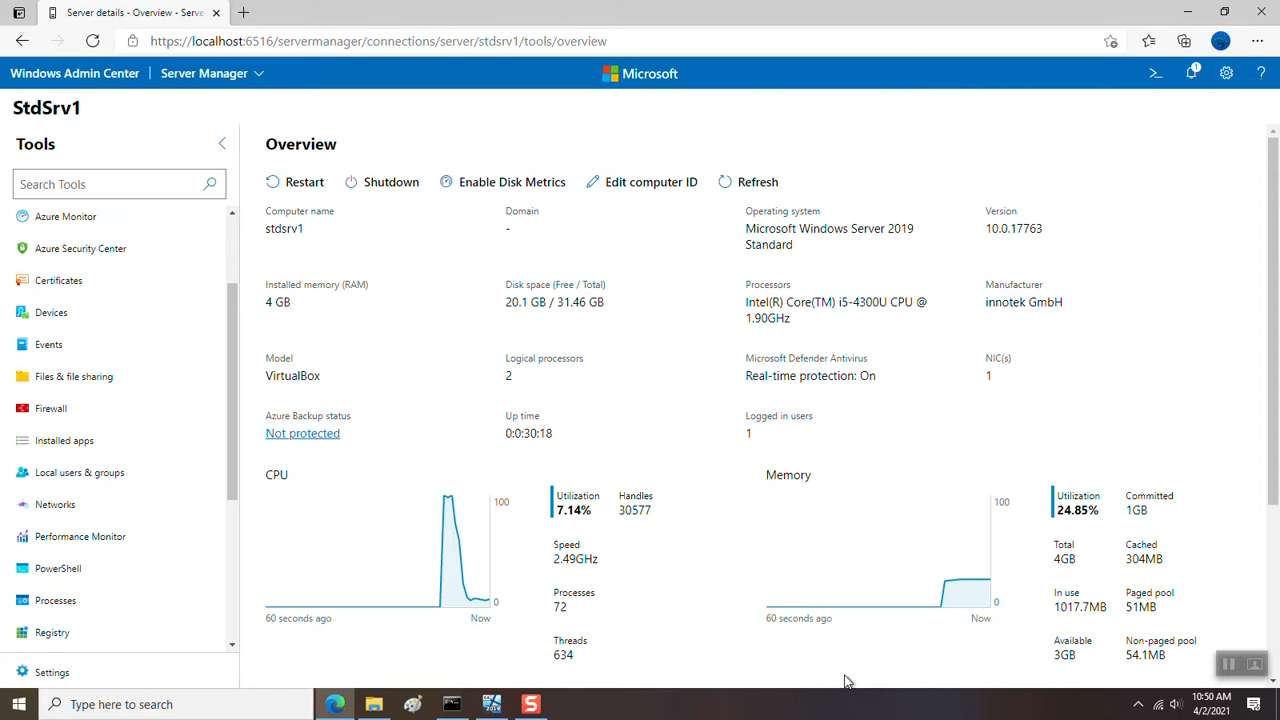 Server details - Overview - Serve
https://localhost:6516/servermanager/connections/server/stdsrv1/tools/overview
Windows Admin Center
Server Manager
Microsoft
1
?
StdSrv1
Tools
Search Tools
Azure Monitor
Azure Security Center
Certificates
Devices
Events
Files & file sharing
Firewall
Installed apps
Local users & groups
Networks
Performance Monitor
PowerShell
Processes
Registry
Settings
Overview
Restart
Shutdown
Enable Disk Metrics
Edit computer ID
Refresh
Computer name
stdsrv1
Domain
-
Operating system
Microsoft Windows Server 2019
Standard
Version
10.0.17763
Installed memory (RAM)
4 GB
Disk space (Free / Total)
20.1 GB / 31.46 GB
Processors
Intel(R) Core(TM) i5-4300U CPU @
1.90GHz
Manufacturer
innotek GmbH
Model
VirtualBox
Logical processors
2
Microsoft Defender Antivirus
Real-time protection: On
NIC(s)
1
Azure Backup status
Not protected
Up time
0:0:30:18
Logged in users
1
CPU
100
0
60 seconds ago
Now
Utilization
7.14%
Handles
30577
Speed
2.49GHz
Processes
72
Threads
634
Memory
100
0
60 seconds ago
Now
Utilization
24.85%
Committed
1GB
Total
4GB
Cached
304MB
In use
1017.7MB
Paged pool
51MB
Available
3GB
Non-paged pool
54.1MB
Type here to search
S
10:50 AM
4/2/2021